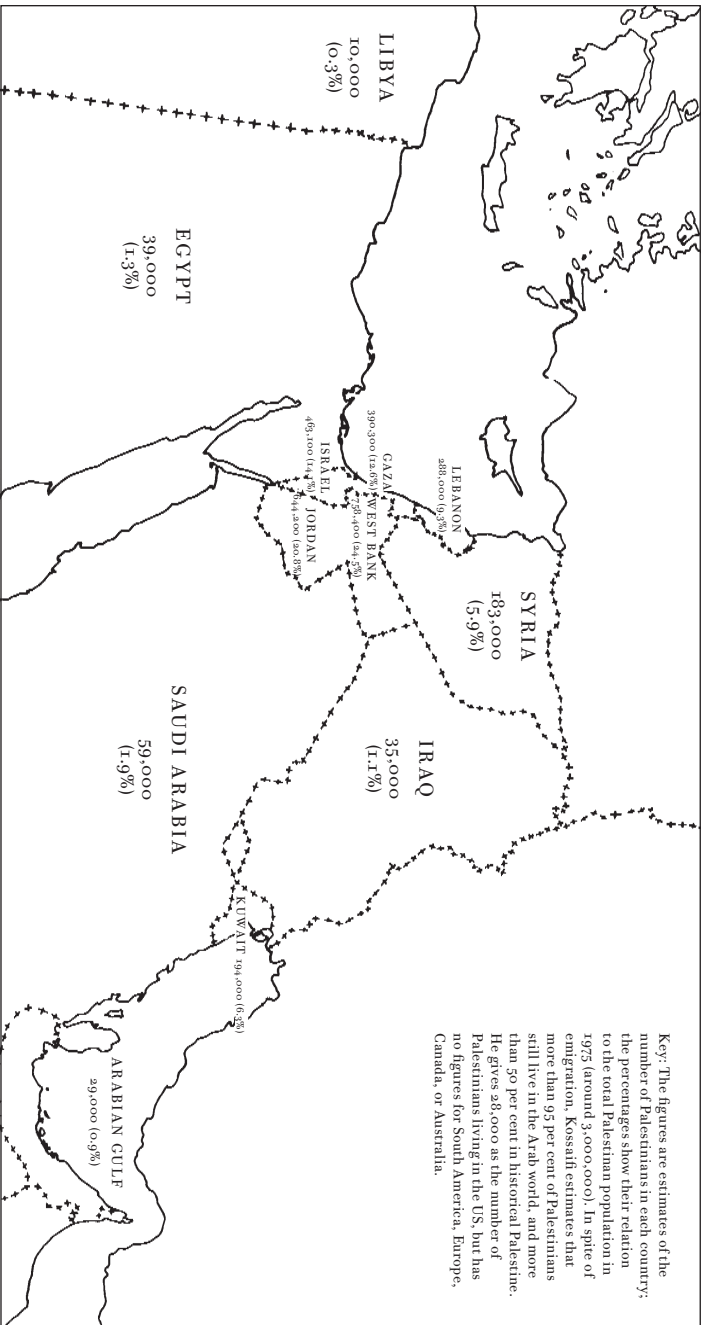 Key: The figures are estimates of the
number of Palestinians in each country;
the percentages show their relation
to the total Palestinan population in
1975 (around 3,000,000). In spite of
emigration, Kossaifi estimates that
more than 95 per cent of Palestinians
still live in the Arab world, and more
than 50 per cent in historical Palestine.
He gives 28,000 as the number of
Palestinians living in the US, but has
no figures for South America, Europe,
Canada, or Australia.
SYRIA
183,000
(5.9%)
LEBANON
288,000 (9.3%)
IRAQ
35,000
(1.1%)
LIBYA
10,000
(0.3%)
GAZA
390,300 (12.6%)
WEST BANK
758,400 (24.5%)
ISRAEL
463,100 (14.1%)
JORDAN
644,200 (20.8%)
KUWAIT 194,000 (6.3%)
EGYPT
39,000
(1.3%)
SAUDI ARABIA
59,000
(1.9%)
ARABIAN GULF
29,000 (0.9%)